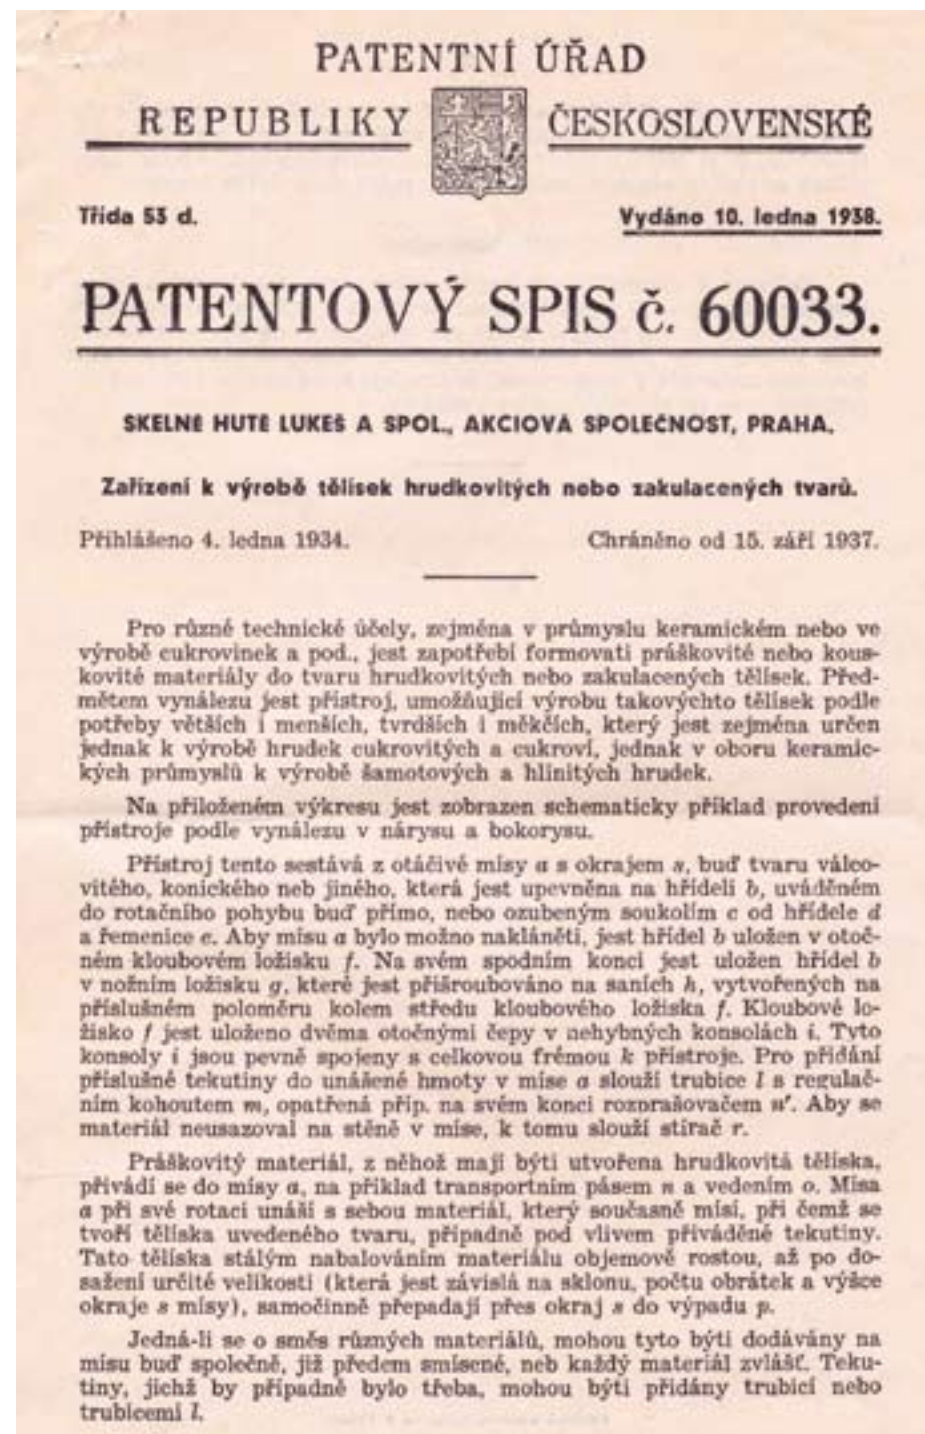 PATENTNÍ ÚŘAD
REPUBLIKY ČESKOSLOVENSKÉ
Třída 53 d. Vydáno 10. ledna 1938.
PATENTOVÝ SPIS č. 60033.
SKELNÉ HUTĚ LUKEŠ A SPOL., AKCIOVÁ SPOLEČNOST, PRAHA.
Zařízení k výrobě tělísek hrudkovitých nebo zakulacených tvarů.
Přihlášeno 4. ledna 1934. Chráněno od 15. září 1937.
Pro různé technické účely, zejména v průmyslu keramickém nebo ve
výrobě cukrovinek a pod., jest zapotřebí formovati práškovité nebo kous-
kovité materiály do tvaru hrudkovitých nebo zakulacených tělísek. Před-
mětem vynálezu jest přístroj, umožňující výrobu takovýchto tělísek podle
potřeby větších i menších, tvrdších i měkčích, který jest zejména určen
jednak k výrobě hrudek cukrovitých a cukroví, jednak v oboru keramic-
kých průmyslů k výrobě šamotových a hlinitých hrudek.
Na přiloženém výkresu jest zobrazen schematicky příklad provedení
přístroje podle vynálezu v nárysu a bokorysu.
Přístroj tento sestává z otáčivé mísy a s okrajem s, buď tvaru válco-
vitého, konického neb jiného, která jest upevněna na hřídeli b, uváděném
do rotačního pohybu buď přímo, nebo ozubeným soukolím c od hřídele d
a řemenice e. Aby mísu a bylo možno nakláněti, jest hřídel b uložen v otoč-
ném kloubovém ložisku f. Na svém spodním konci jest uložen hřídel b
v nožním ložisku g, které jest přišroubováno na saních h, vytvořených na
příslušném poloměru kolem středu kloubového ložiska f. Kloubové lo-
žisko f jest uloženo dvěma otočnými čepy v nehybných konsolách i. Tyto
konsoly i jsou pevně spojeny s celkovou frémou k přístroje. Pro přidání
příslušné tekutiny do unášené hmoty v míse a slouží trubice l s regulač-
ním kohoutem m, opatřená příp. na svém konci rozprašovačem n'. Aby se
materiál neusazoval na stěně v míse, k tomu slouží stírač r.
Práškovitý materiál, z něhož mají býti utvořena hrudkovitá tělíska,
přivádí se do mísy a, na příklad transportním pásem n a vedením o. Mísa
a při své rotaci unáší s sebou materiál, který současně mísí, při čemž se
tvoří tělíska uvedeného tvaru, případně pod vlivem přiváděné tekutiny.
Tato tělíska stálým nabalováním materiálu objemově rostou, až po do-
sažení určité velikosti (která jest závislá na sklonu, počtu obrátek a výšce
okraje s mísy), samočinně přepadají přes okraj s do výpadu p.
Jedná-li se o směs různých materiálů, mohou tyto býti dodávány na
mísu buď společně, již předem smísené, neb každý materiál zvlášť. Teku-
tiny, jichž by případně bylo třeba, mohou býti přidány trubicí nebo
trubicemi l.